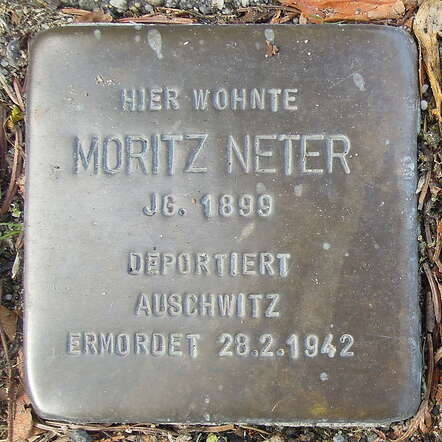 HIER WOHNTE
MORITZ NETER
JG. 1899
DEPORTIERT
AUSCHWITZ
ERMORDET 28.2.1942